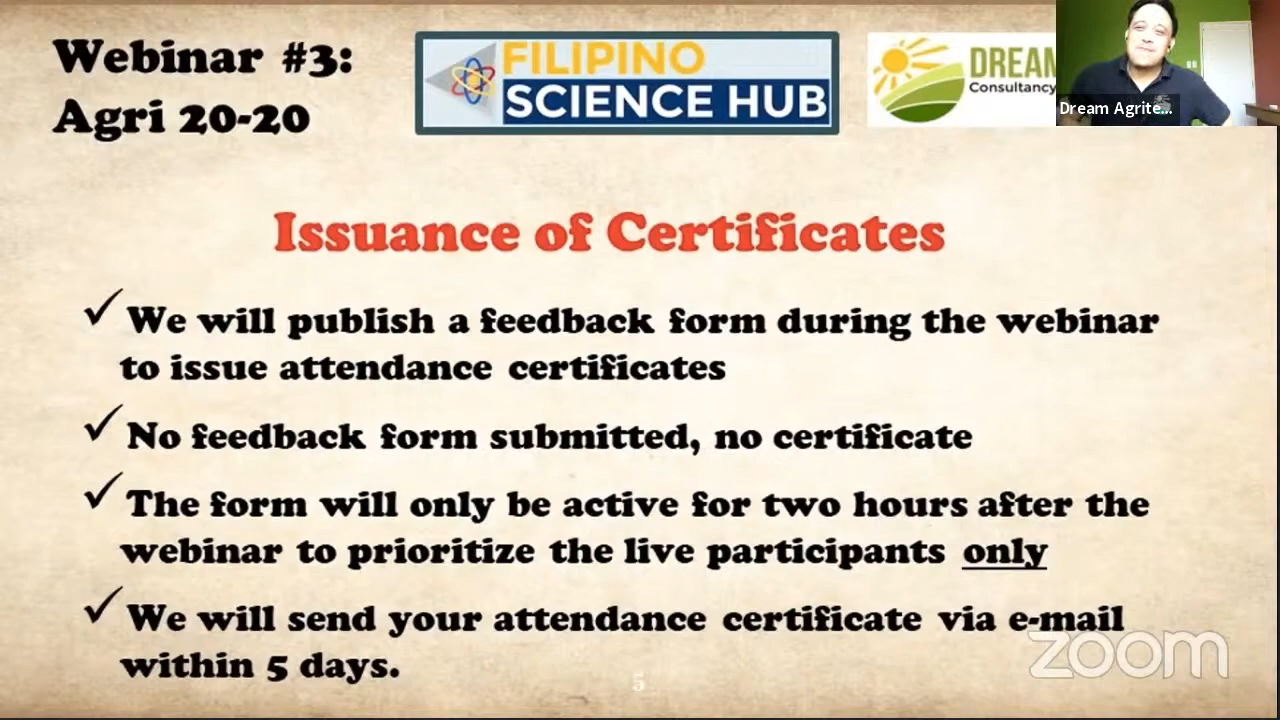 Webinar #3:
Agri 20-20
FILIPINO
SCIENCE HUB
DREAM
Consultancy
Dream Agrite...
Issuance of Certificates
✓ We will publish a feedback form during the webinar
to issue attendance certificates
✓ No feedback form submitted, no certificate
✓ The form will only be active for two hours after the
webinar to prioritize the live participants only
✓ We will send your attendance certificate via e-mail
within 5 days.
zoom
5